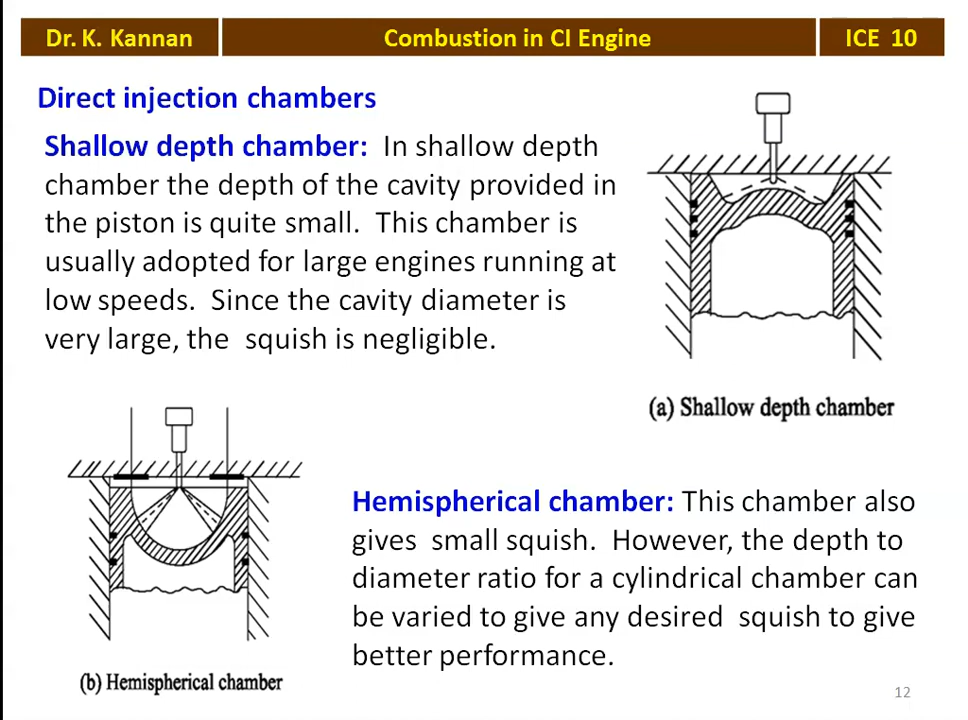 Dr. K. Kannan
Combustion in CI Engine
ICE 10
Direct injection chambers
Shallow depth chamber: In shallow depth
chamber the depth of the cavity provided in
the piston is quite small. This chamber is
usually adopted for large engines running at
low speeds. Since the cavity diameter is
very large, the squish is negligible.
(a) Shallow depth chamber
Hemispherical chamber: This chamber also
gives small squish. However, the depth to
diameter ratio for a cylindrical chamber can
be varied to give any desired squish to give
better performance.
(b) Hemispherical chamber
12